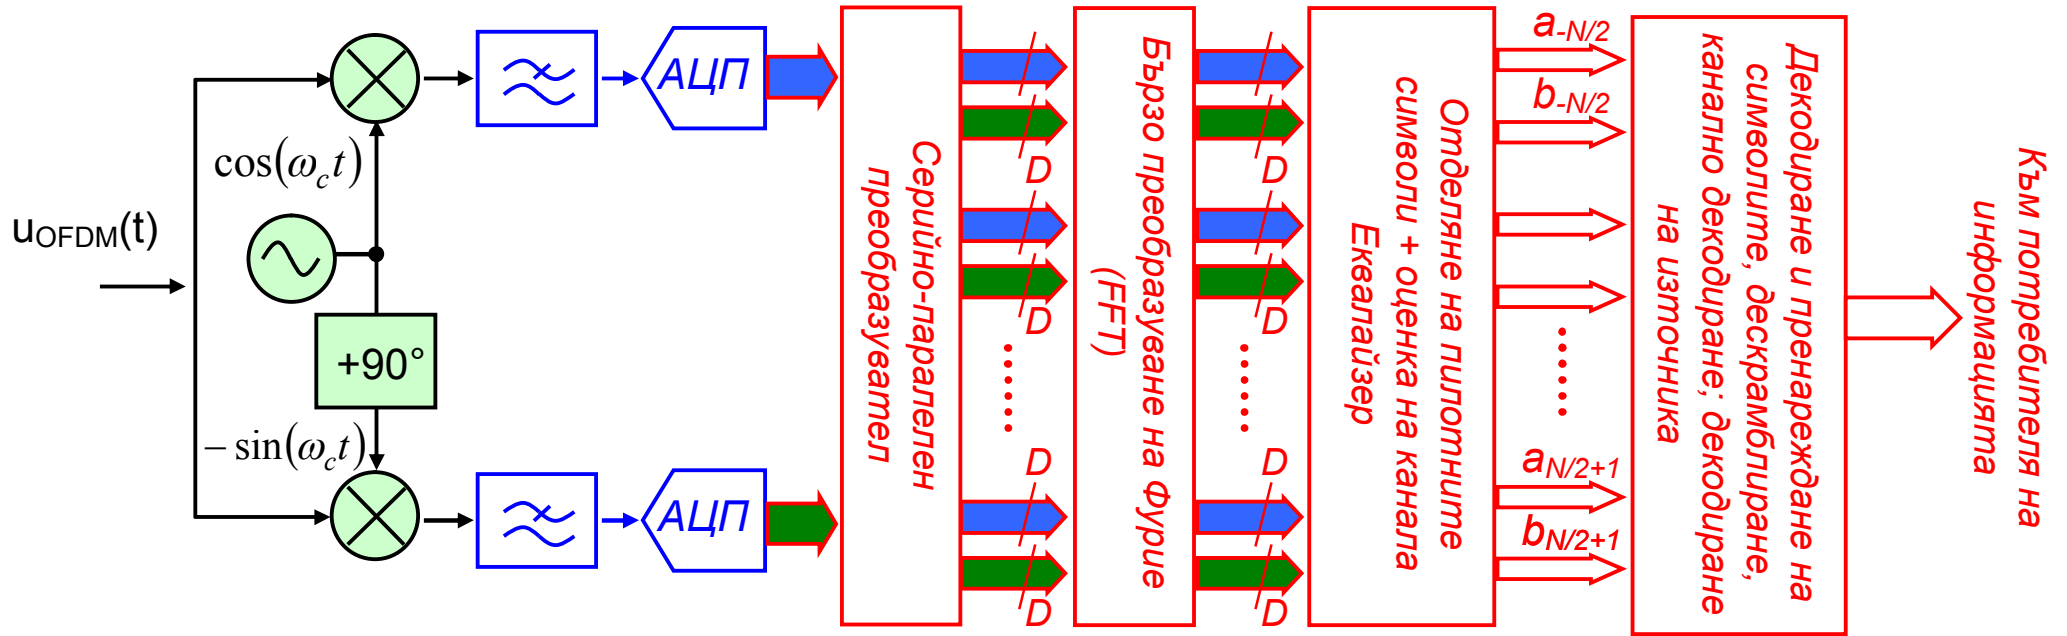 u_OFDM(t)
cos(ω_c t)
+90°
− sin(ω_c t)
АЦП
АЦП
Серийно-паралелен
преобразувател
D
D
D
D
Бързо преобразуване на Фурие
(FFT)
D
D
D
D
Отделяне на пилотните
символи + оценка на канала
Еквалайзер
a_-N/2
b_-N/2
a_N/2+1
b_N/2+1
Декодиране и пренареждане на
символите, дескрамблиране,
канално декодиране; декодиране
на източника
Към потребителя на
информацията